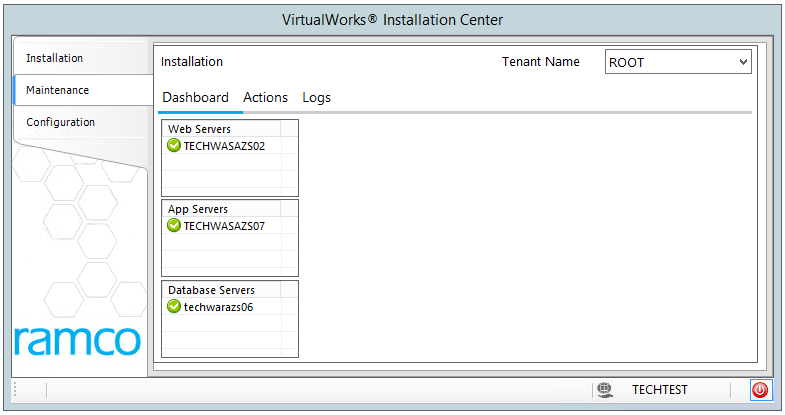 VirtualWorks® Installation Center
Installation
Maintenance
Configuration
ramco
Installation
Tenant Name
ROOT
Dashboard Actions Logs
Web Servers
TECHWASAZS02
App Servers
TECHWASAZS07
Database Servers
techwarazs06
TECHTEST